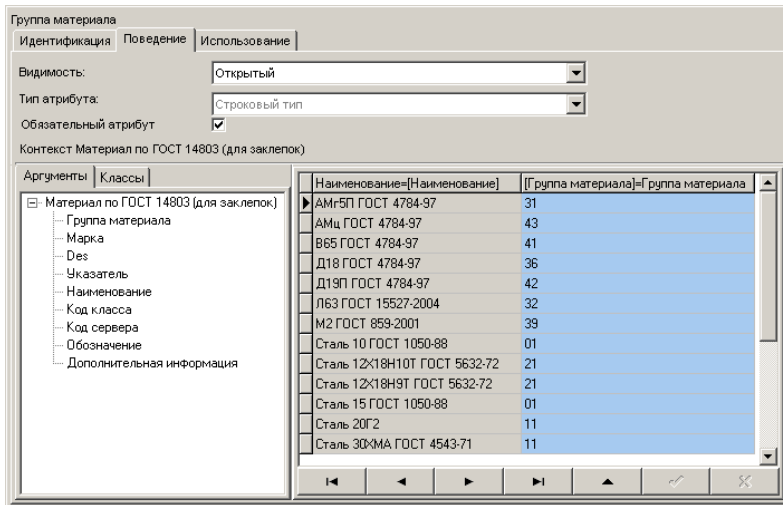 Группа материала
Идентификация Поведение Использование
Видимость: Открытый
Тип атрибута: Строковый тип
Обязательный атрибут
Контекст Материал по ГОСТ 14803 (для заклепок)
Аргументы Классы
Материал по ГОСТ 14803 (для заклепок)
Группа материала
Марка
Des
Указатель
Наименование
Код класса
Код сервера
Обозначение
Дополнительная информация
Наименование=[Наименование] [Группа материала]=Группа материала
АМг5П ГОСТ 4784-97 31
АМц ГОСТ 4784-97 43
В65 ГОСТ 4784-97 41
Д18 ГОСТ 4784-97 36
Д19П ГОСТ 4784-97 42
Л63 ГОСТ 15527-2004 32
М2 ГОСТ 859-2001 39
Сталь 10 ГОСТ 1050-88 01
Сталь 12Х18Н10Т ГОСТ 5632-72 21
Сталь 12Х18Н9Т ГОСТ 5632-72 21
Сталь 15 ГОСТ 1050-88 01
Сталь 20Г2 11
Сталь 30ХМА ГОСТ 4543-71 11